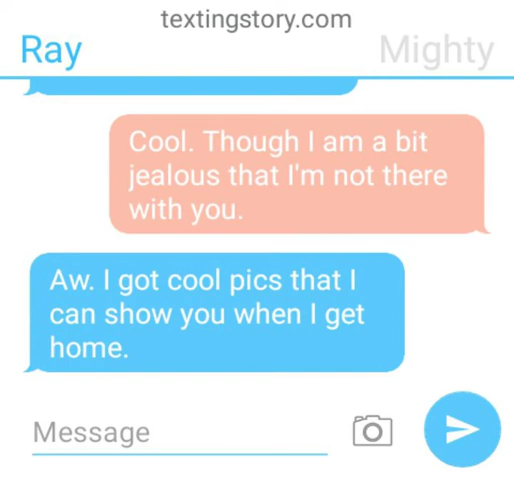 textingstory.com
Ray
Mighty
Cool. Though I am a bit
jealous that I'm not there
with you.
Aw. I got cool pics that I
can show you when I get
home.
Message